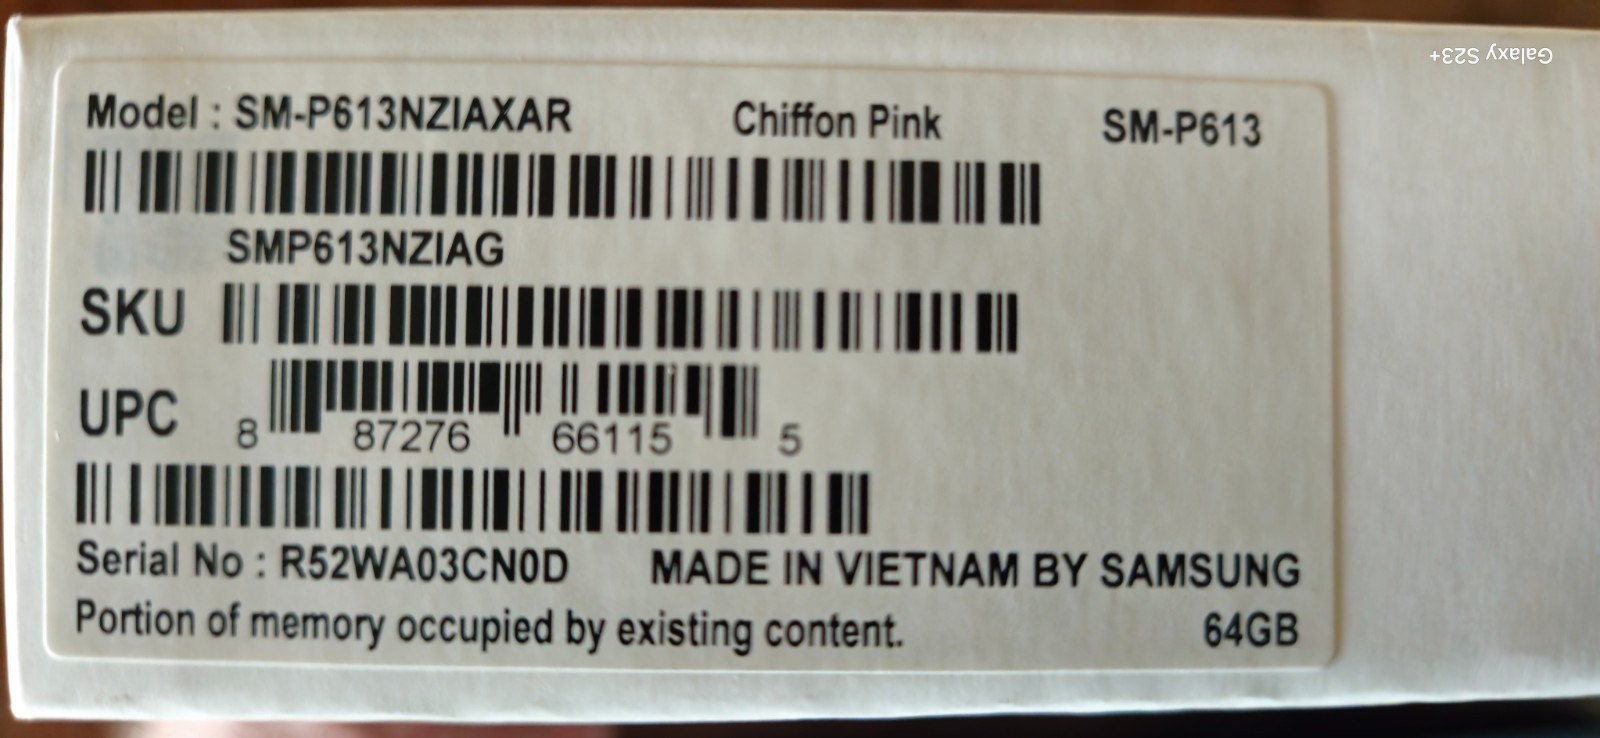 Galaxy S23+
Model : SM-P613NZIAXAR Chiffon Pink SM-P613
SMP613NZIAG
SKU
UPC 8 87276 66115 5
Serial No : R52WA03CN0D MADE IN VIETNAM BY SAMSUNG
Portion of memory occupied by existing content. 64GB